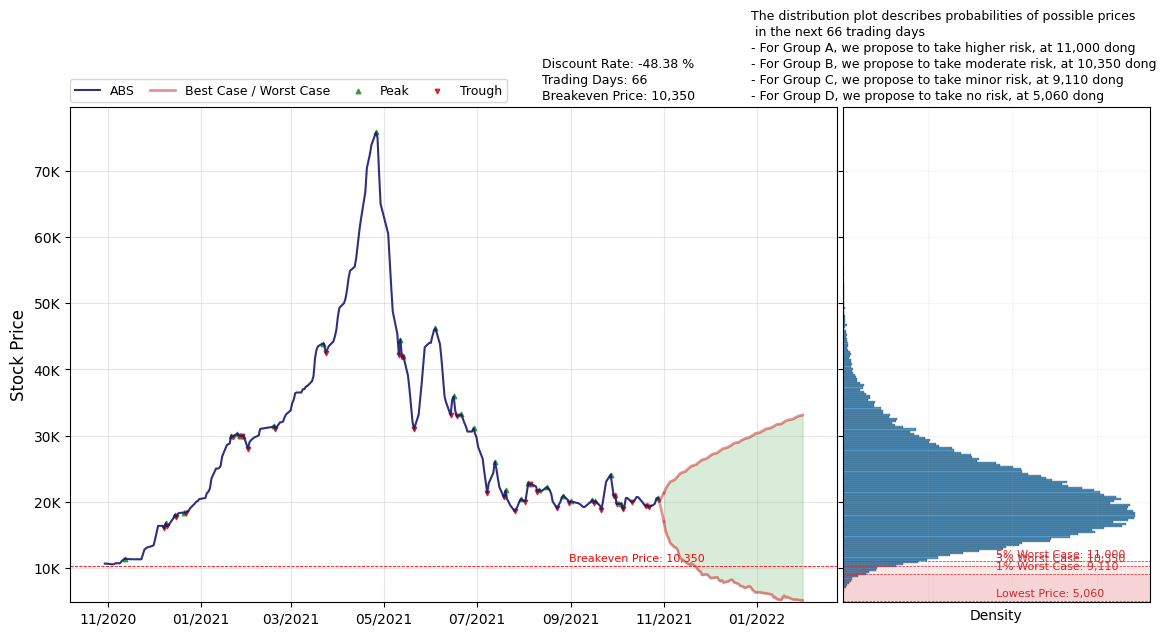 The distribution plot describes probabilities of possible prices
in the next 66 trading days
- For Group A, we propose to take higher risk, at 11,000 dong
- For Group B, we propose to take moderate risk, at 10,350 dong
- For Group C, we propose to take minor risk, at 9,110 dong
- For Group D, we propose to take no risk, at 5,060 dong
Discount Rate: -48.38 %
Trading Days: 66
Breakeven Price: 10,350
ABS
Best Case / Worst Case
Peak
Trough
Stock Price
70K
60K
50K
40K
30K
20K
10K
Breakeven Price: 10,350
5% Worst Case: 11,000
3% Worst Case: 10,350
1% Worst Case: 9,110
Lowest Price: 5,060
11/2020
01/2021
03/2021
05/2021
07/2021
09/2021
11/2021
01/2022
Density